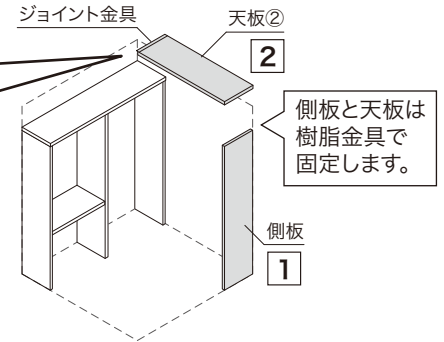 ジョイント金具
天板②
2
側板と天板は
樹脂金具で
固定します。
側板
1